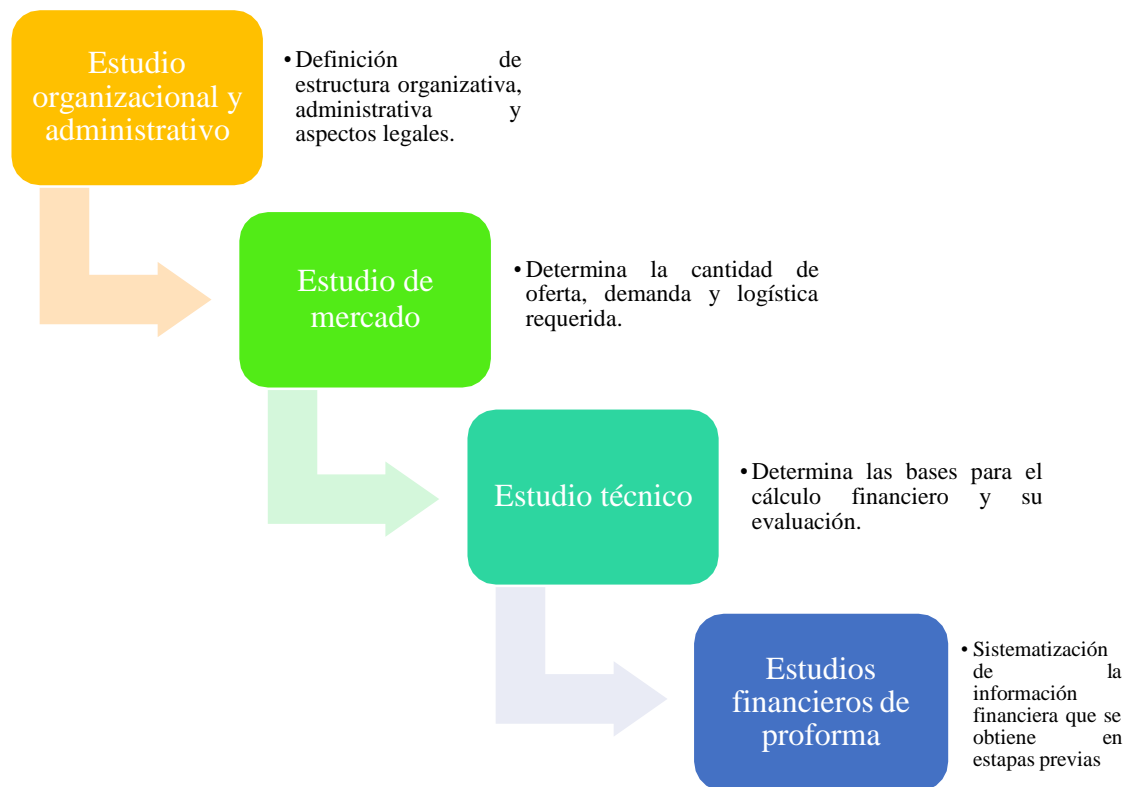 Estudio
organizacional y
administrativo
• Definición de
estructura organizativa,
administrativa y
aspectos legales.
Estudio de
mercado
• Determina la cantidad de
oferta, demanda y logística
requerida.
Estudio técnico
• Determina las bases para el
cálculo financiero y su
evaluación.
Estudios
financieros de
proforma
• Sistematización
de la
información
financiera que se
obtiene en
estapas previas